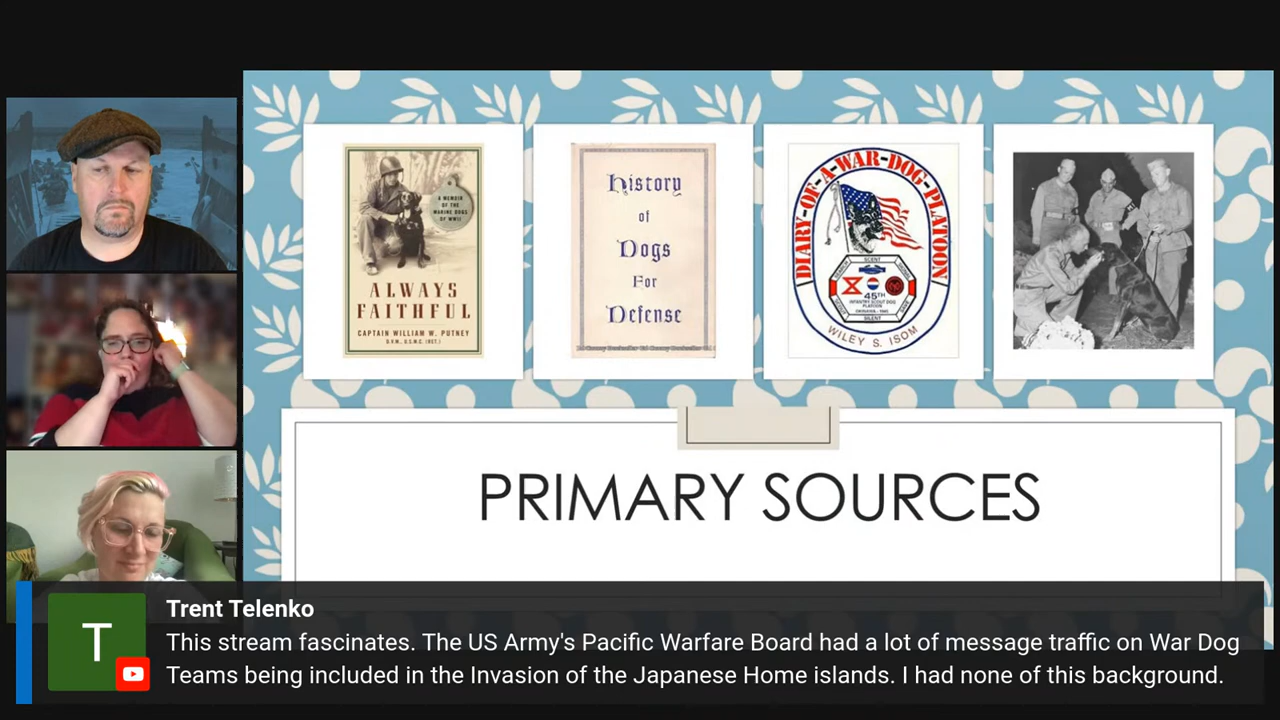 A MEMOIR
OF THE
MARINE DOGS
OF WWII
ALWAYS
FAITHFUL
CAPTAIN WILLIAM W. PUTNEY
D.V.M., U.S.M.C. (RET.)
History
of
Dogs
For
Defense
DIARY-OF-A-WAR-DOG-PLATOON
SCENT
45TH
INFANTRY SCOUT DOG
PLATOON
SILENT
WILEY S. ISOM
PRIMARY SOURCES
T
Trent Telenko
This stream fascinates. The US Army's Pacific Warfare Board had a lot of message traffic on War Dog
Teams being included in the Invasion of the Japanese Home islands. I had none of this background.